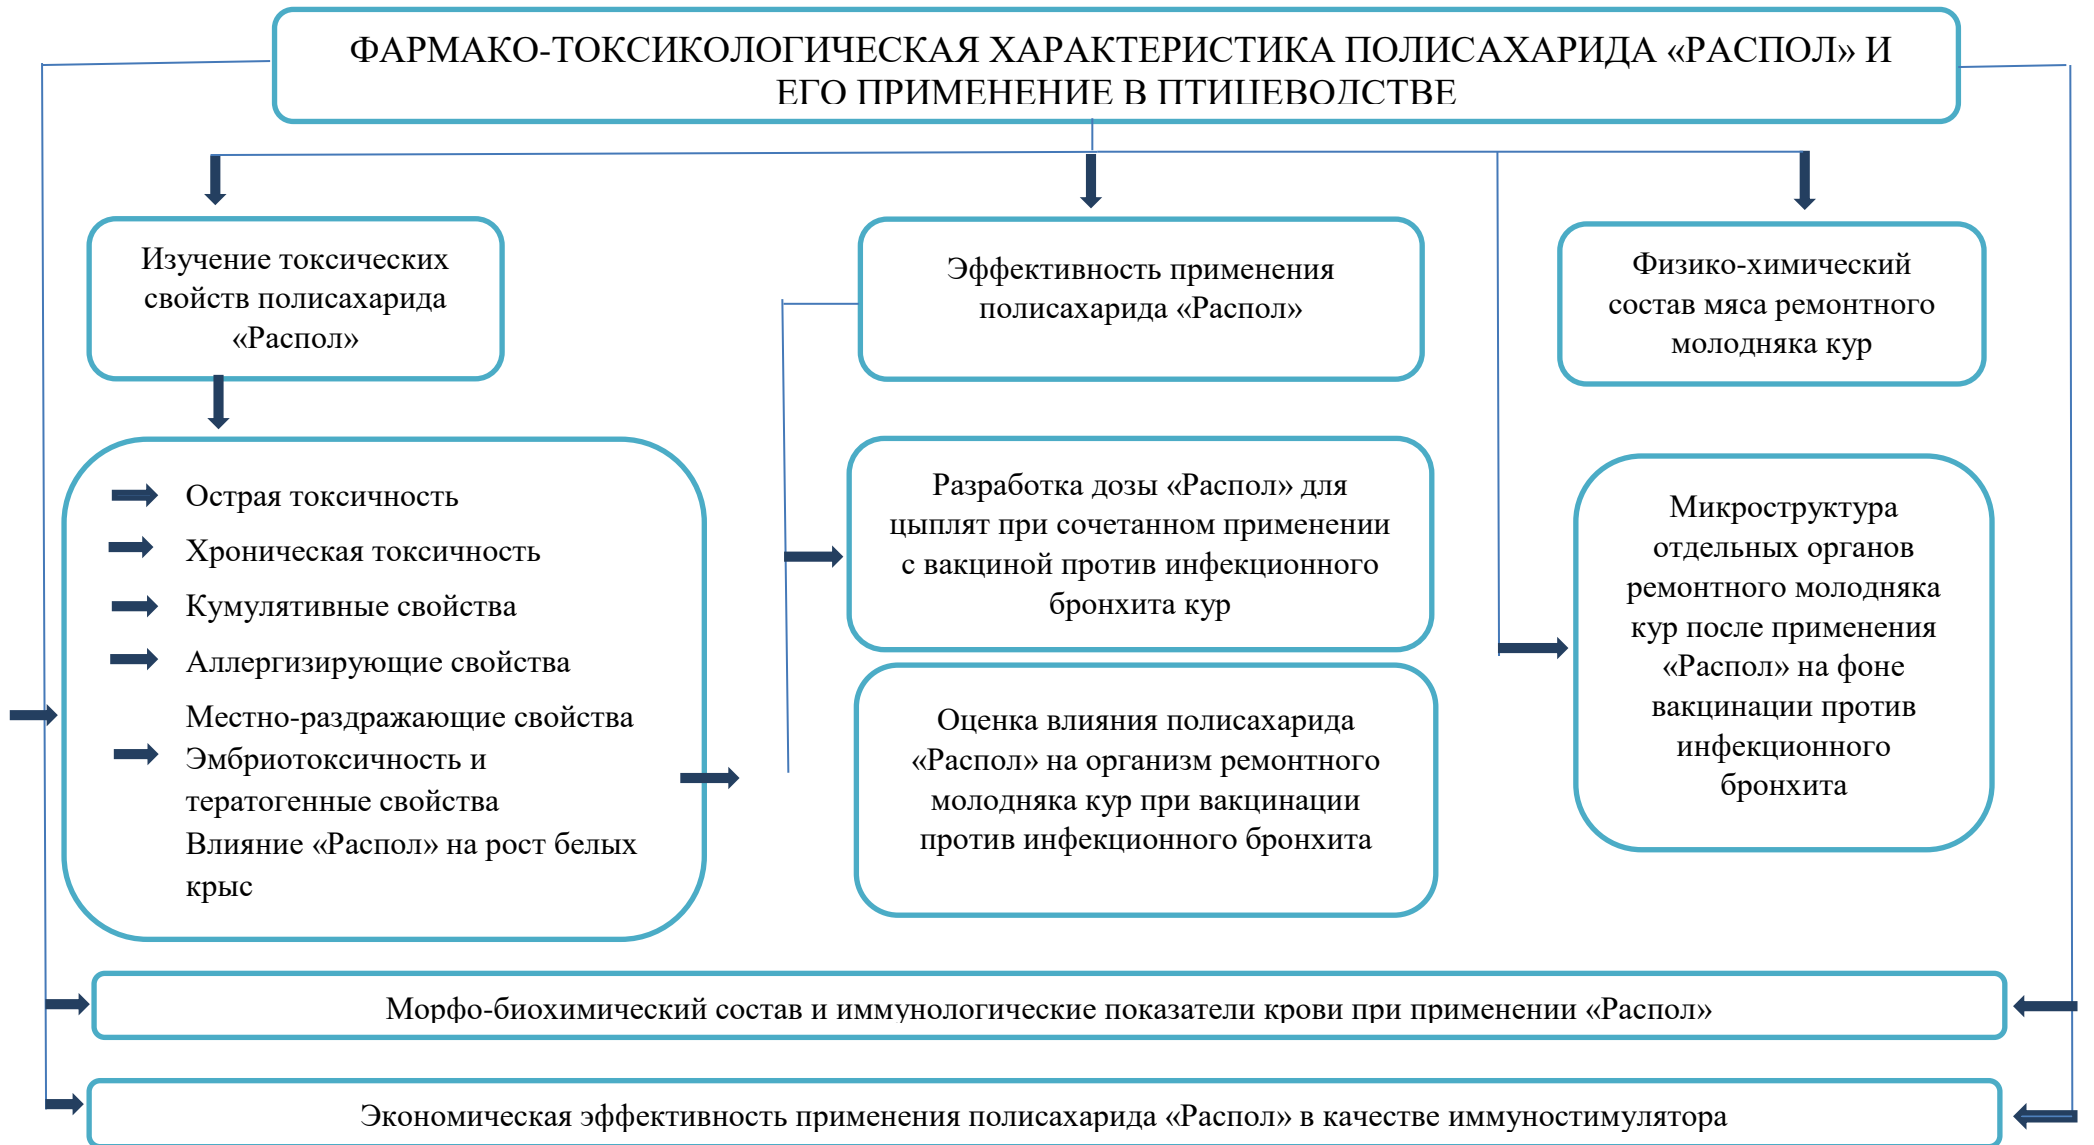 ФАРМАКО-ТОКСИКОЛОГИЧЕСКАЯ ХАРАКТЕРИСТИКА ПОЛИСАХАРИДА «РАСПОЛ» И
ЕГО ПРИМЕНЕНИЕ В ПТИЦЕВОДСТВЕ
Изучение токсических
свойств полисахарида
«Распол»
Острая токсичность
Хроническая токсичность
Кумулятивные свойства
Аллергизирующие свойства
Местно-раздражающие свойства
Эмбриотоксичность и
тератогенные свойства
Влияние «Распол» на рост белых
крыс
Эффективность применения
полисахарида «Распол»
Разработка дозы «Распол» для
цыплят при сочетанном применении
с вакциной против инфекционного
бронхита кур
Оценка влияния полисахарида
«Распол» на организм ремонтного
молодняка кур при вакцинации
против инфекционного бронхита
Физико-химический
состав мяса ремонтного
молодняка кур
Микроструктура
отдельных органов
ремонтного молодняка
кур после применения
«Распол» на фоне
вакцинации против
инфекционного
бронхита
Морфо-биохимический состав и иммунологические показатели крови при применении «Распол»
Экономическая эффективность применения полисахарида «Распол» в качестве иммуностимулятора